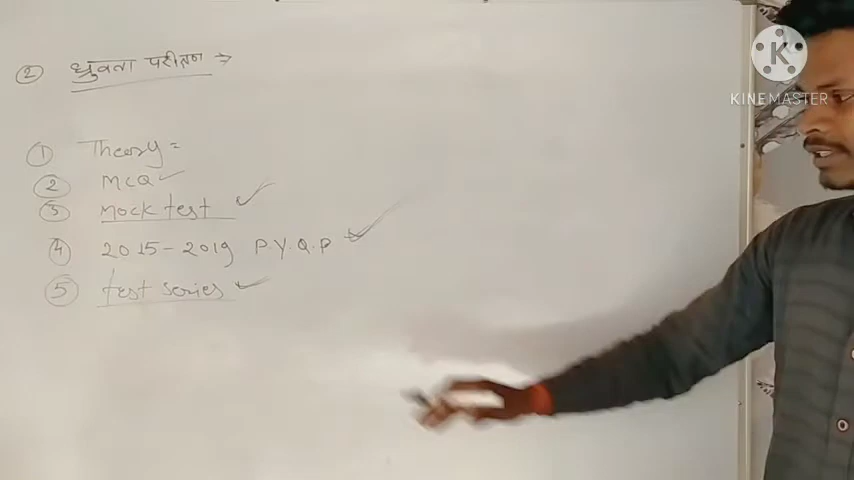 ② ध्रुवता परीक्षण →
① Theory =
② MCQ ✓
③ Mock test ✓
④ 2015-2019 P.Y.Q.P ✓
⑤ test series ✓
K
KINEMASTER